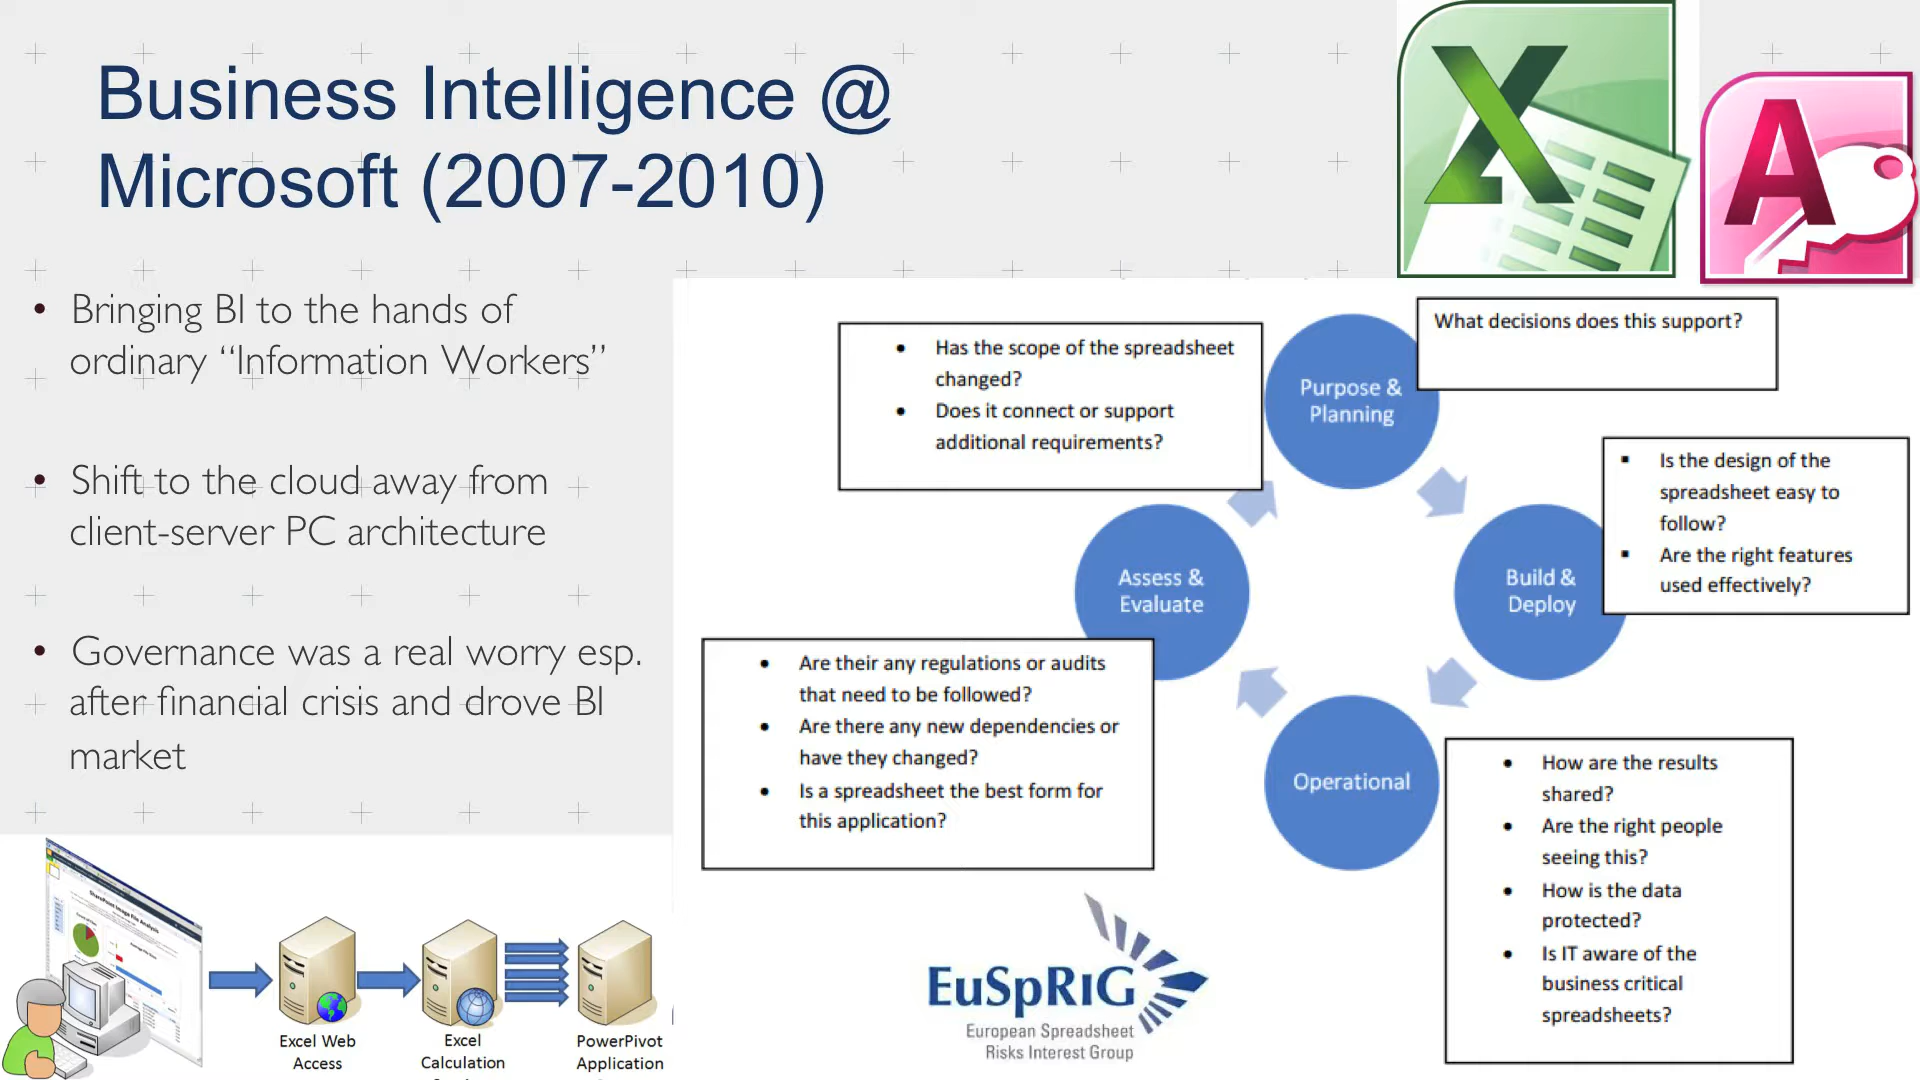 Business Intelligence @
Microsoft (2007-2010)
• Bringing BI to the hands of
ordinary “Information Workers”
• Shift to the cloud away from
client-server PC architecture
• Governance was a real worry esp.
after financial crisis and drove BI
market
• Has the scope of the spreadsheet
changed?
• Does it connect or support
additional requirements?
Purpose &
Planning
What decisions does this support?
▪ Is the design of the
spreadsheet easy to
follow?
▪ Are the right features
used effectively?
Build &
Deploy
Assess &
Evaluate
• Are their any regulations or audits
that need to be followed?
• Are there any new dependencies or
have they changed?
• Is a spreadsheet the best form for
this application?
Operational
• How are the results
shared?
• Are the right people
seeing this?
• How is the data
protected?
• Is IT aware of the
business critical
spreadsheets?
EuSpRIG
European Spreadsheet
Risks Interest Group
Excel Web
Access
Excel
Calculation
PowerPivot
Application